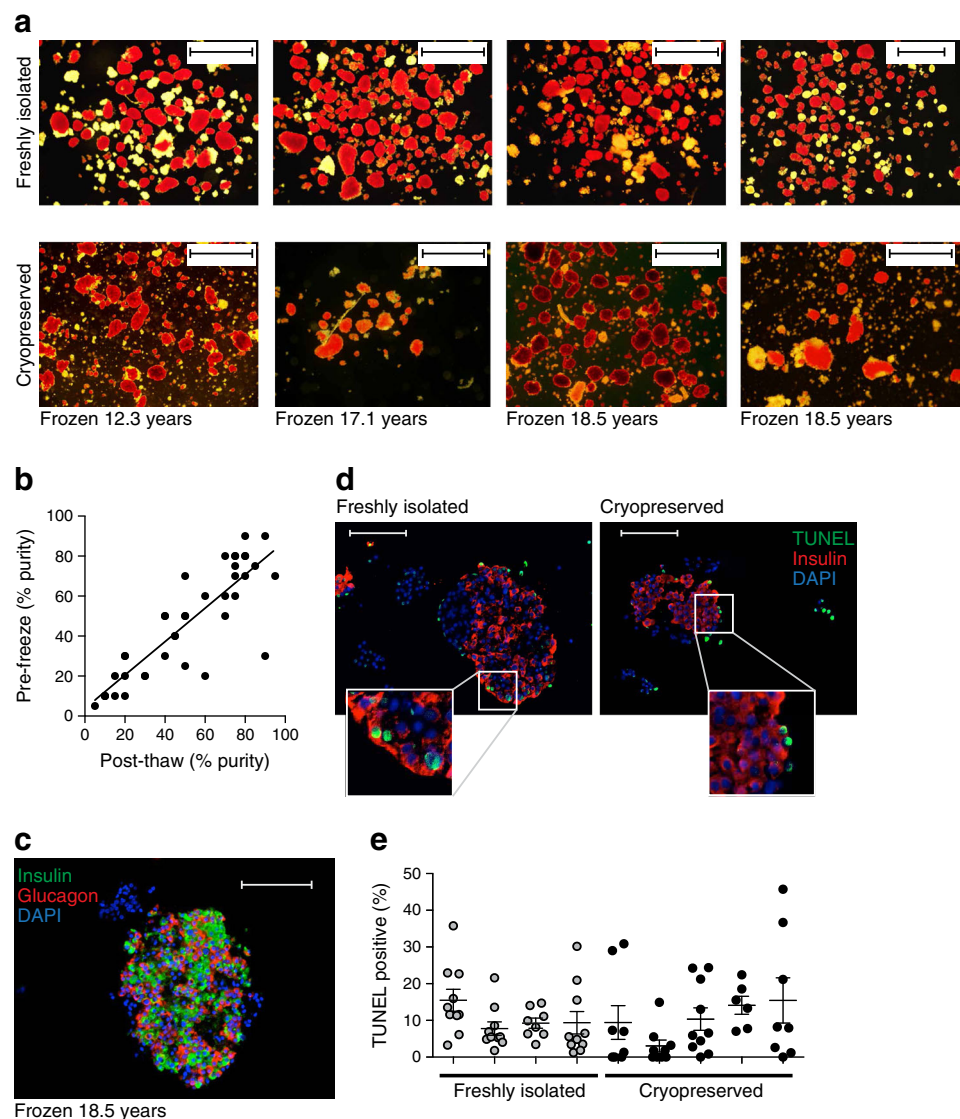 a
Freshly isolated
Cryopreserved
Frozen 12.3 years
Frozen 17.1 years
Frozen 18.5 years
Frozen 18.5 years
b
Pre-freeze (% purity)
100
80
60
40
20
0
0 20 40 60 80 100
Post-thaw (% purity)
d
Freshly isolated
Cryopreserved
TUNEL
Insulin
DAPI
c
Insulin
Glucagon
DAPI
Frozen 18.5 years
e
TUNEL positive (%)
50
40
30
20
10
0
Freshly isolated
Cryopreserved